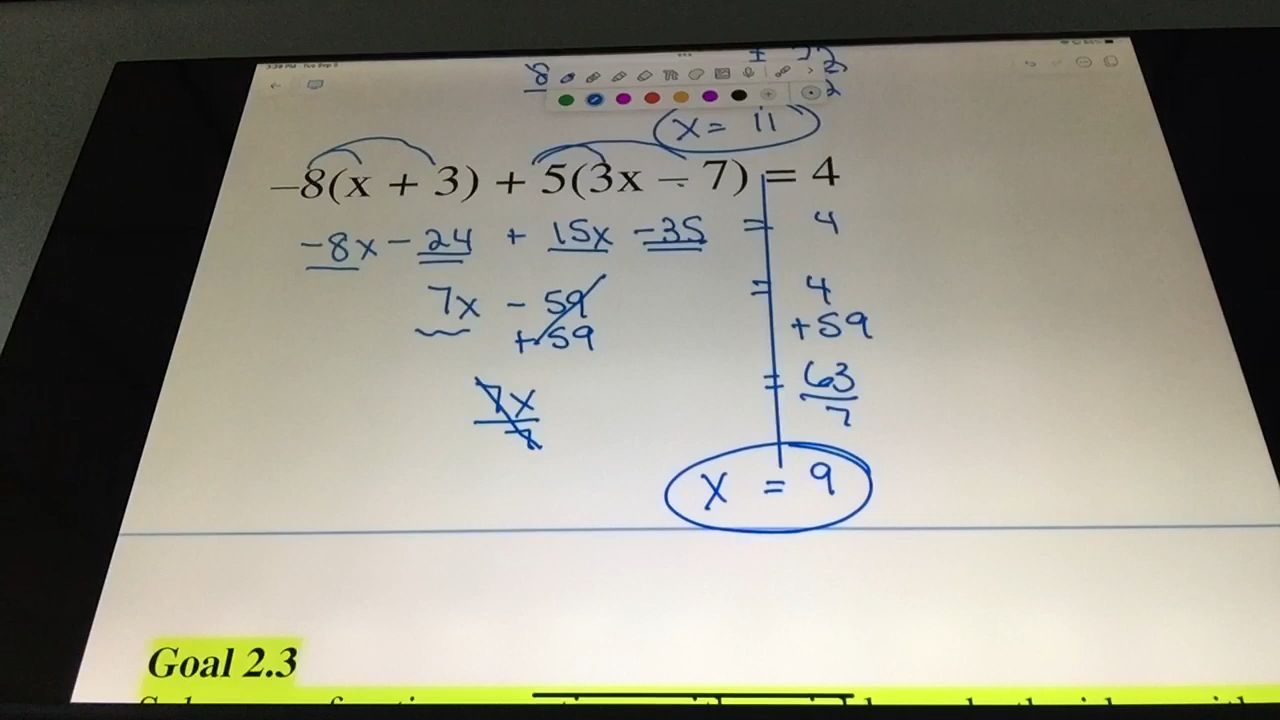 8
x = 11
–8(x + 3) + 5(3x – 7) = 4
-8x - 24 + 15x -35 = 4
7x - 59 = 4
+59 +59
7x = 63
7 7
x = 9
Goal 2.3